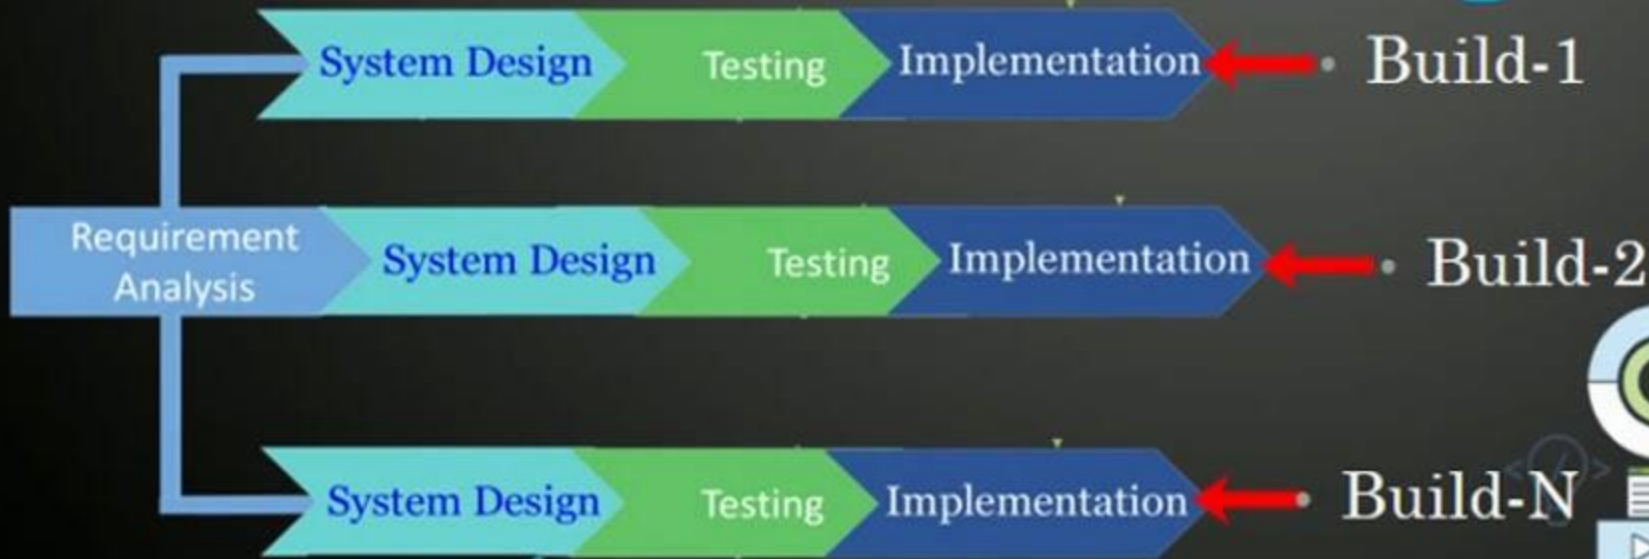 System Design Testing Implementation • Build-1
Requirement
Analysis
System Design Testing Implementation • Build-2
System Design Testing Implementation • Build-N